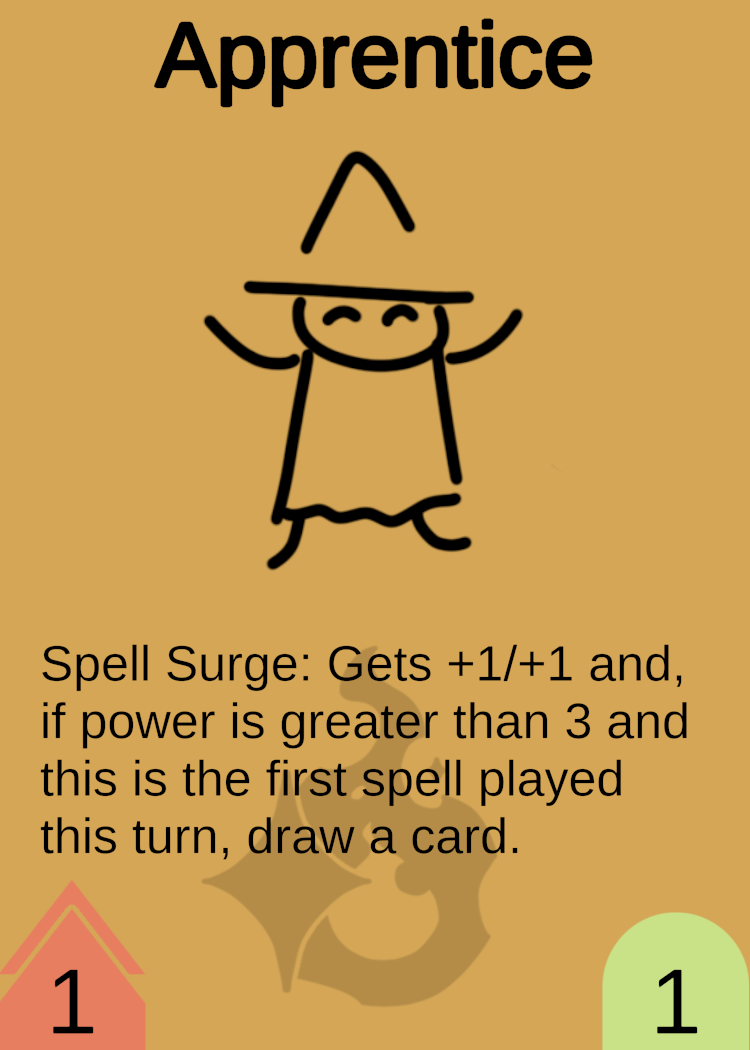 Apprentice
Spell Surge: Gets +1/+1 and,
if power is greater than 3 and
this is the first spell played
this turn, draw a card.
1
1